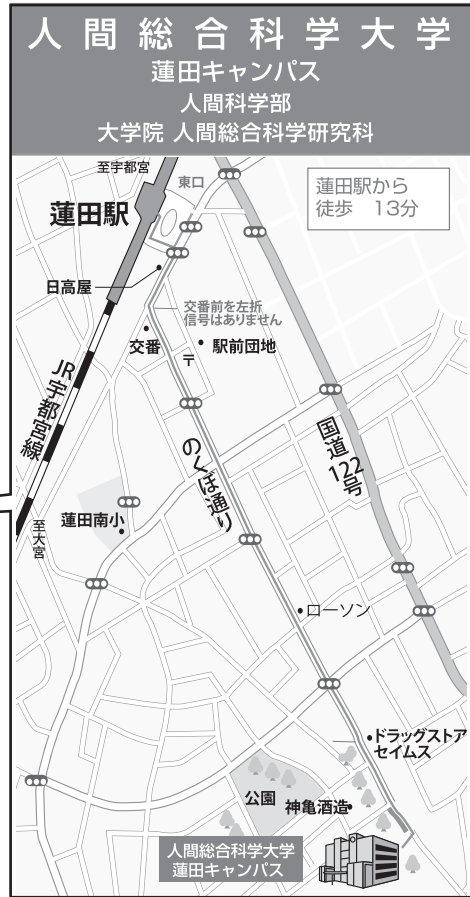 人間総合科学大学
蓮田キャンパス
人間科学部
大学院 人間総合科学研究科
至宇都宮
東口
蓮田駅から
徒歩 13分
蓮田駅
日高屋
交番前を左折
信号はありません
交番
〒
駅前団地
JR宇都宮線
のくぼ通り
国道122号
蓮田南小
至大宮
ローソン
ドラッグストア
セイムス
公園
神亀酒造
人間総合科学大学
蓮田キャンパス